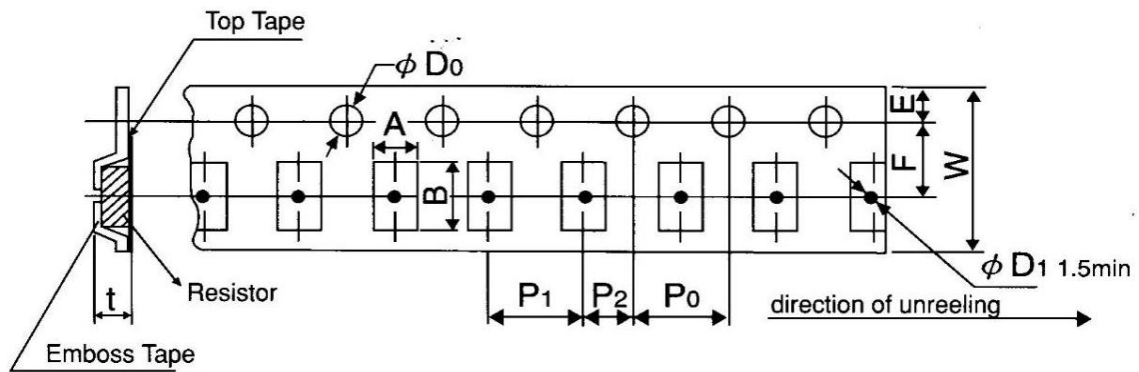 Top Tape
φ D0
A
B
E
F
W
t
Resistor
P1
P2
P0
φ D1 1.5min
direction of unreeling
Emboss Tape